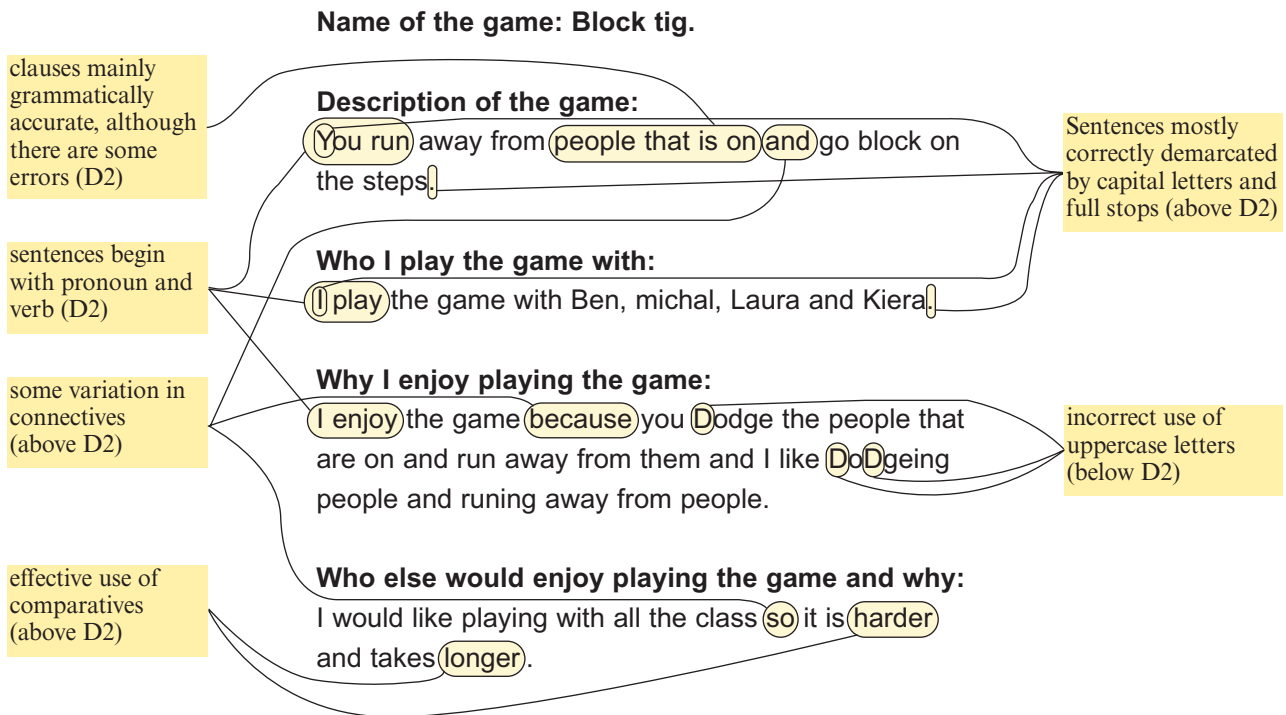 Name of the game: Block tig.
clauses mainly
grammatically
accurate, although
there are some
errors (D2)
Description of the game:
You run away from people that is on and go block on
the steps.
Sentences mostly
correctly demarcated
by capital letters and
full stops (above D2)
sentences begin
with pronoun and
verb (D2)
Who I play the game with:
I play the game with Ben, michal, Laura and Kiera.
some variation in
connectives
(above D2)
Why I enjoy playing the game:
I enjoy the game because you Dodge the people that
are on and run away from them and I like DoDgeing
people and runing away from people.
incorrect use of
uppercase letters
(below D2)
effective use of
comparatives
(above D2)
Who else would enjoy playing the game and why:
I would like playing with all the class so it is harder
and takes longer.